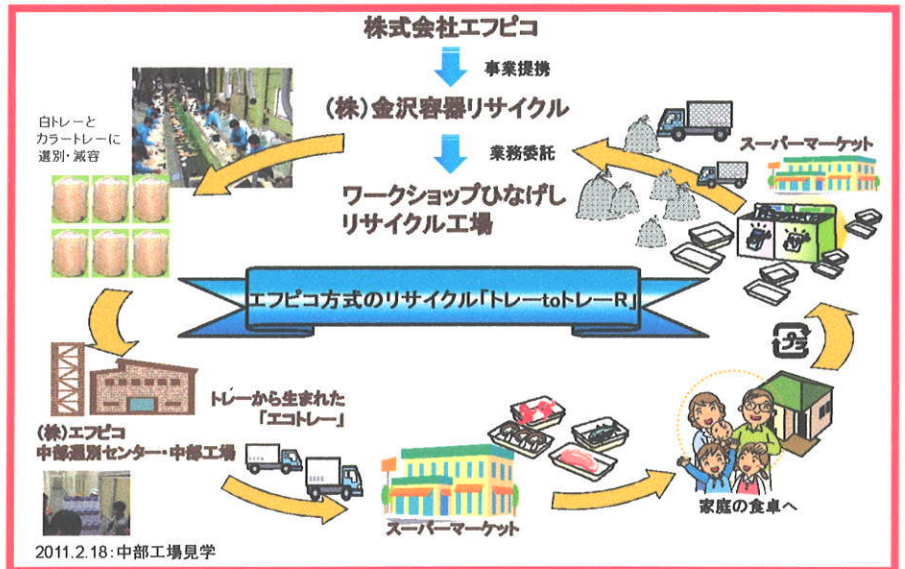 株式会社エフピコ
事業提携
(株)金沢容器リサイクル
業務委託
ワークショップひなげし
リサイクル工場
白トレーと
カラートレーに
選別・減容
スーパーマーケット
エフピコ方式のリサイクル「トレーtoトレーR」
プラ
(株)エフピコ
中部選別センター・中部工場
トレーから生まれた
「エコトレー」
スーパーマーケット
家庭の食卓へ
2011.2.18:中部工場見学